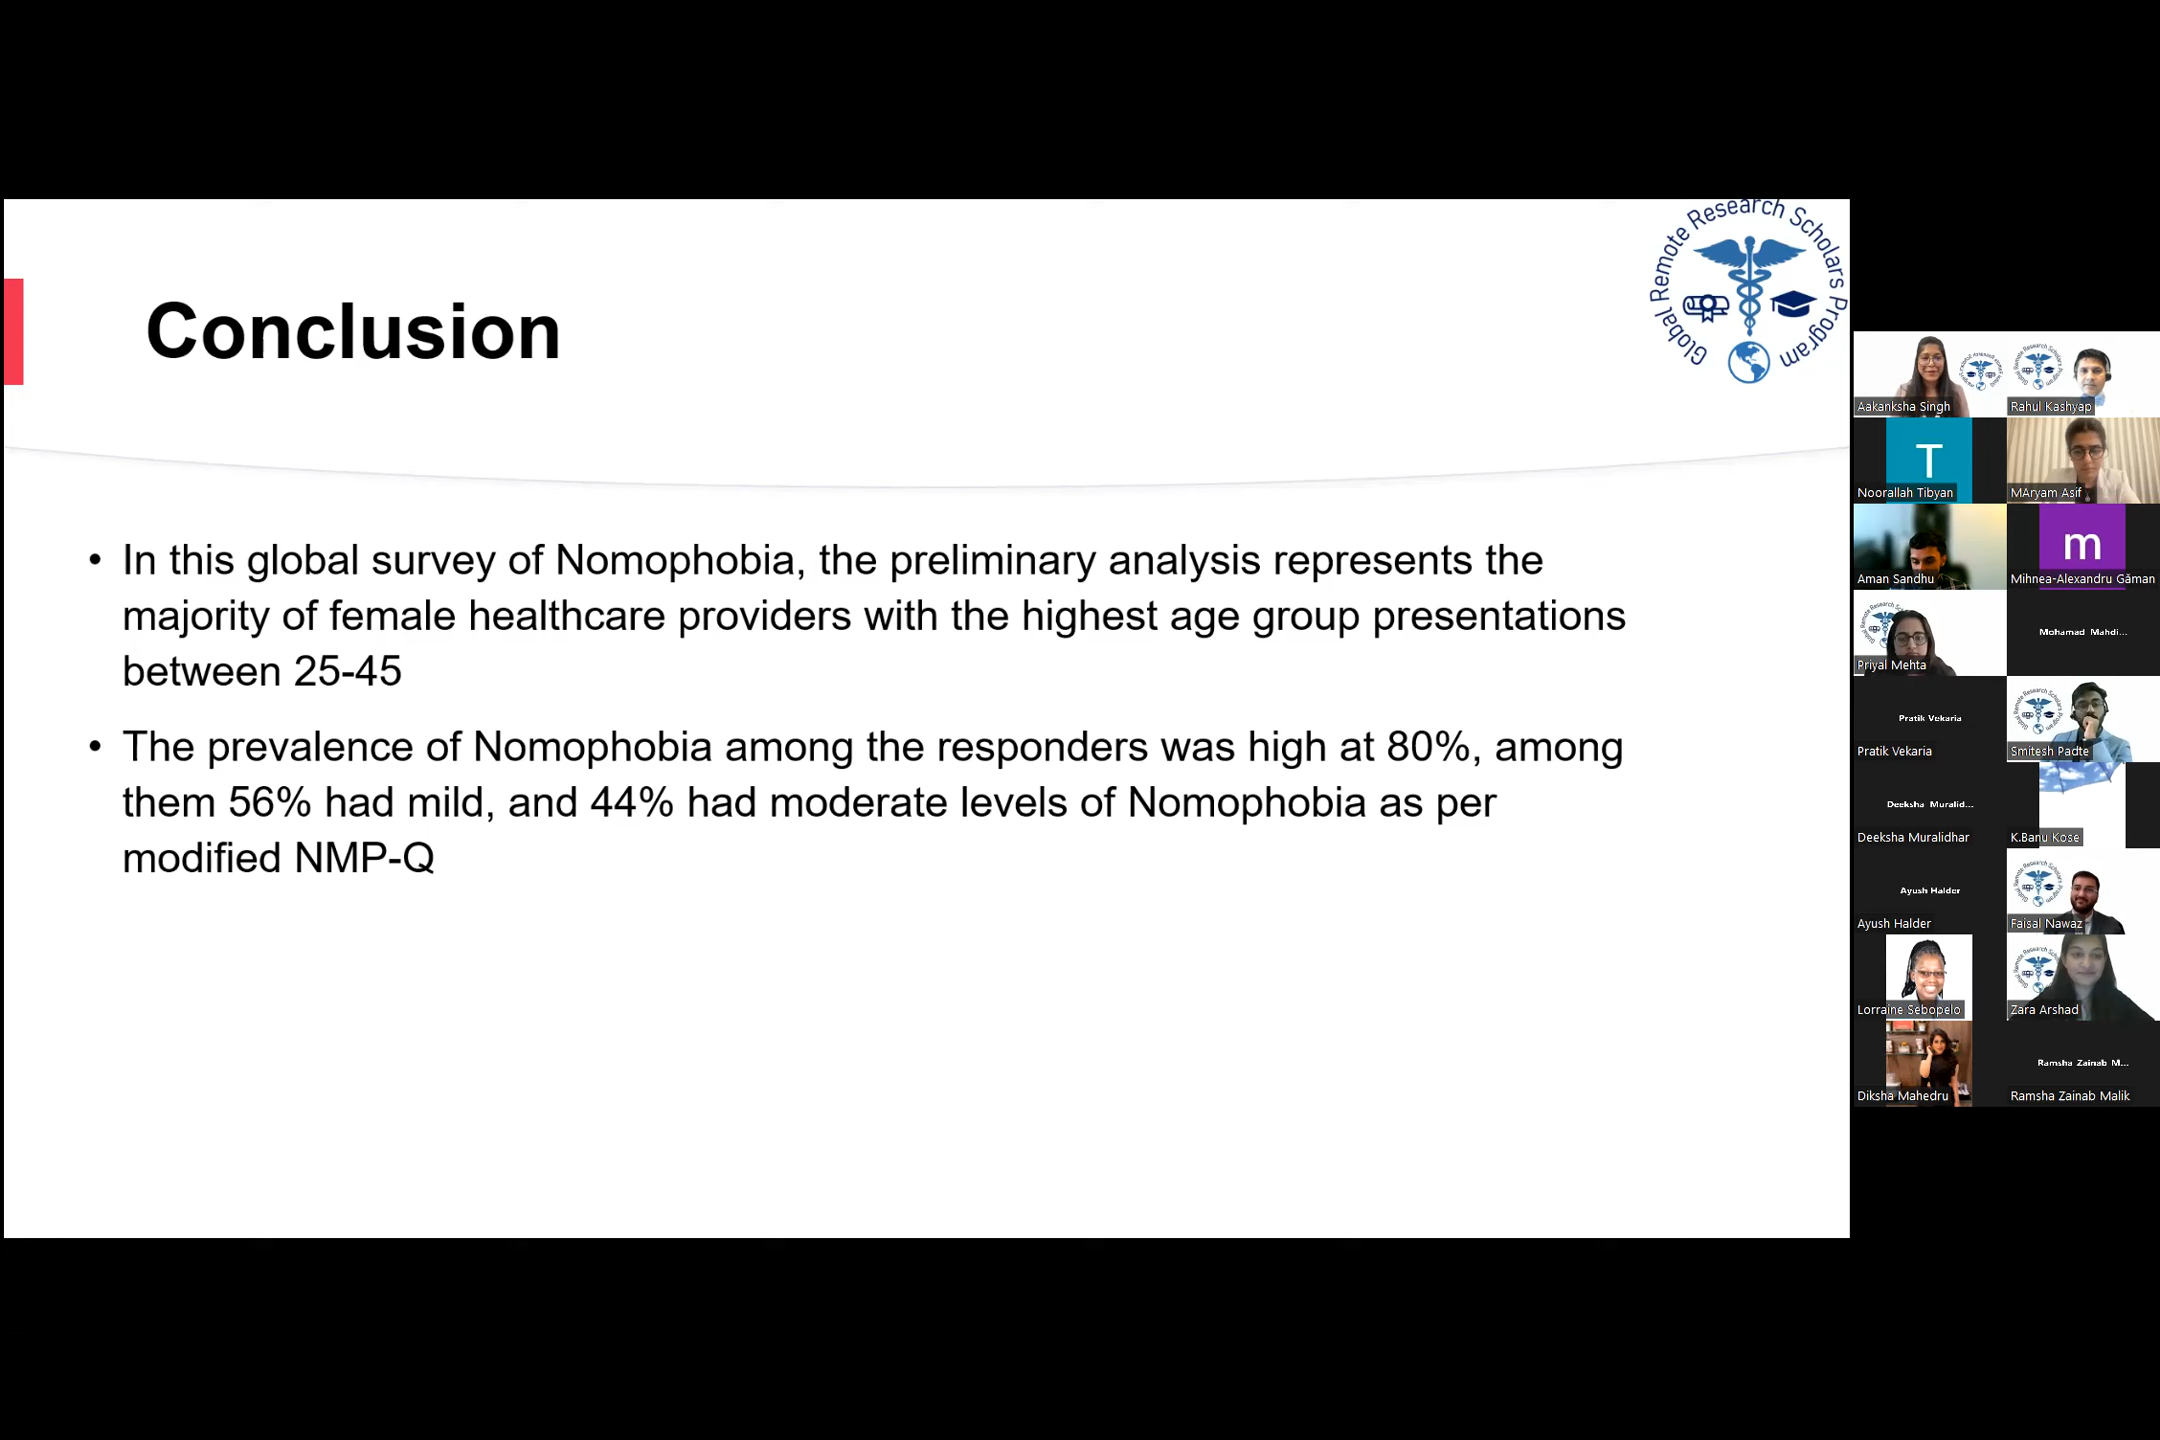 Global Remote Research Scholars Program
Conclusion
• In this global survey of Nomophobia, the preliminary analysis represents the
majority of female healthcare providers with the highest age group presentations
between 25-45
• The prevalence of Nomophobia among the responders was high at 80%, among
them 56% had mild, and 44% had moderate levels of Nomophobia as per
modified NMP-Q
Aakanksha Singh
Rahul Kashyap
T
Noorallah Tibyan
MAryam Asif
Aman Sandhu
m
Mihnea-Alexandru Găman
Priyal Mehta
Mohamad Mahdi...
Pratik Vekaria
Pratik Vekaria
Smitesh Padte
Deeksha Muralid...
Deeksha Muralidhar
K.Banu Kose
Ayush Halder
Ayush Halder
Faisal Nawaz
Lorraine Sebopelo
Zara Arshad
Diksha Mahedru
Ramsha Zainab M...
Ramsha Zainab Malik